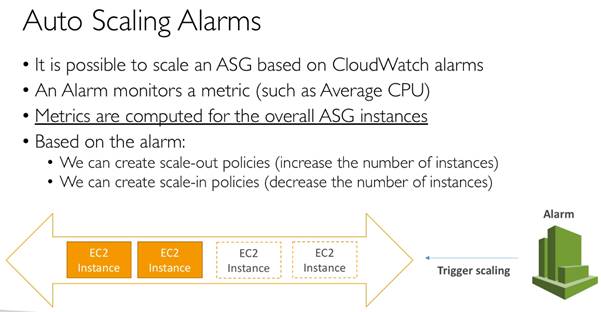 Auto Scaling Alarms
• It is possible to scale an ASG based on CloudWatch alarms
• An Alarm monitors a metric (such as Average CPU)
• Metrics are computed for the overall ASG instances
• Based on the alarm:
• We can create scale-out policies (increase the number of instances)
• We can create scale-in policies (decrease the number of instances)
Alarm
EC2
Instance
EC2
Instance
EC2
Instance
EC2
Instance
Trigger scaling